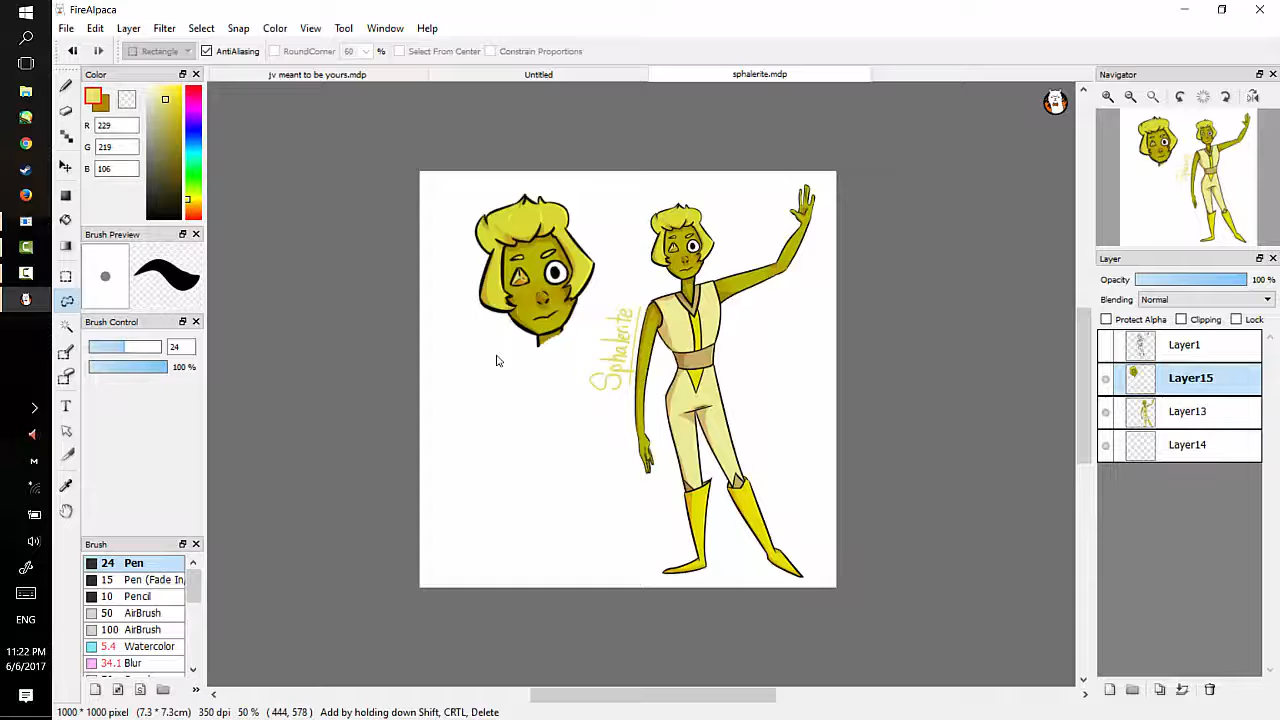 FireAlpaca
File Edit Layer Filter Select Snap Color View Tool Window Help
Rectangle AntiAliasing RoundCorner 60 % Select From Center Constrain Proportions
Color
jv meant to be yours.mdp
Untitled
sphalerite.mdp
Navigator
R 229
G 219
B 106
Brush Preview
Brush Control
24
100 %
Sphalerite
Layer
Opacity 100 %
Blending Normal
Protect Alpha Clipping Lock
Layer1
Layer15
Layer13
Layer14
Brush
24 Pen
15 Pen (Fade In/
10 Pencil
50 AirBrush
100 AirBrush
5.4 Watercolor
34.1 Blur
M
ENG
11:22 PM
6/6/2017
1000 * 1000 pixel (7.3 * 7.3cm) 350 dpi 50 % (444, 578) Add by holding down Shift, CRTL, Delete